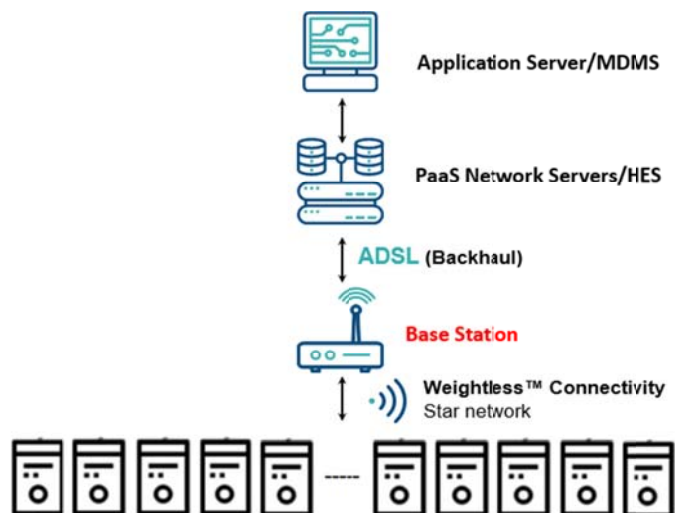 Application Server/MDMS
PaaS Network Servers/HES
ADSL (Backhaul)
Base Station
Weightless™ Connectivity
Star network